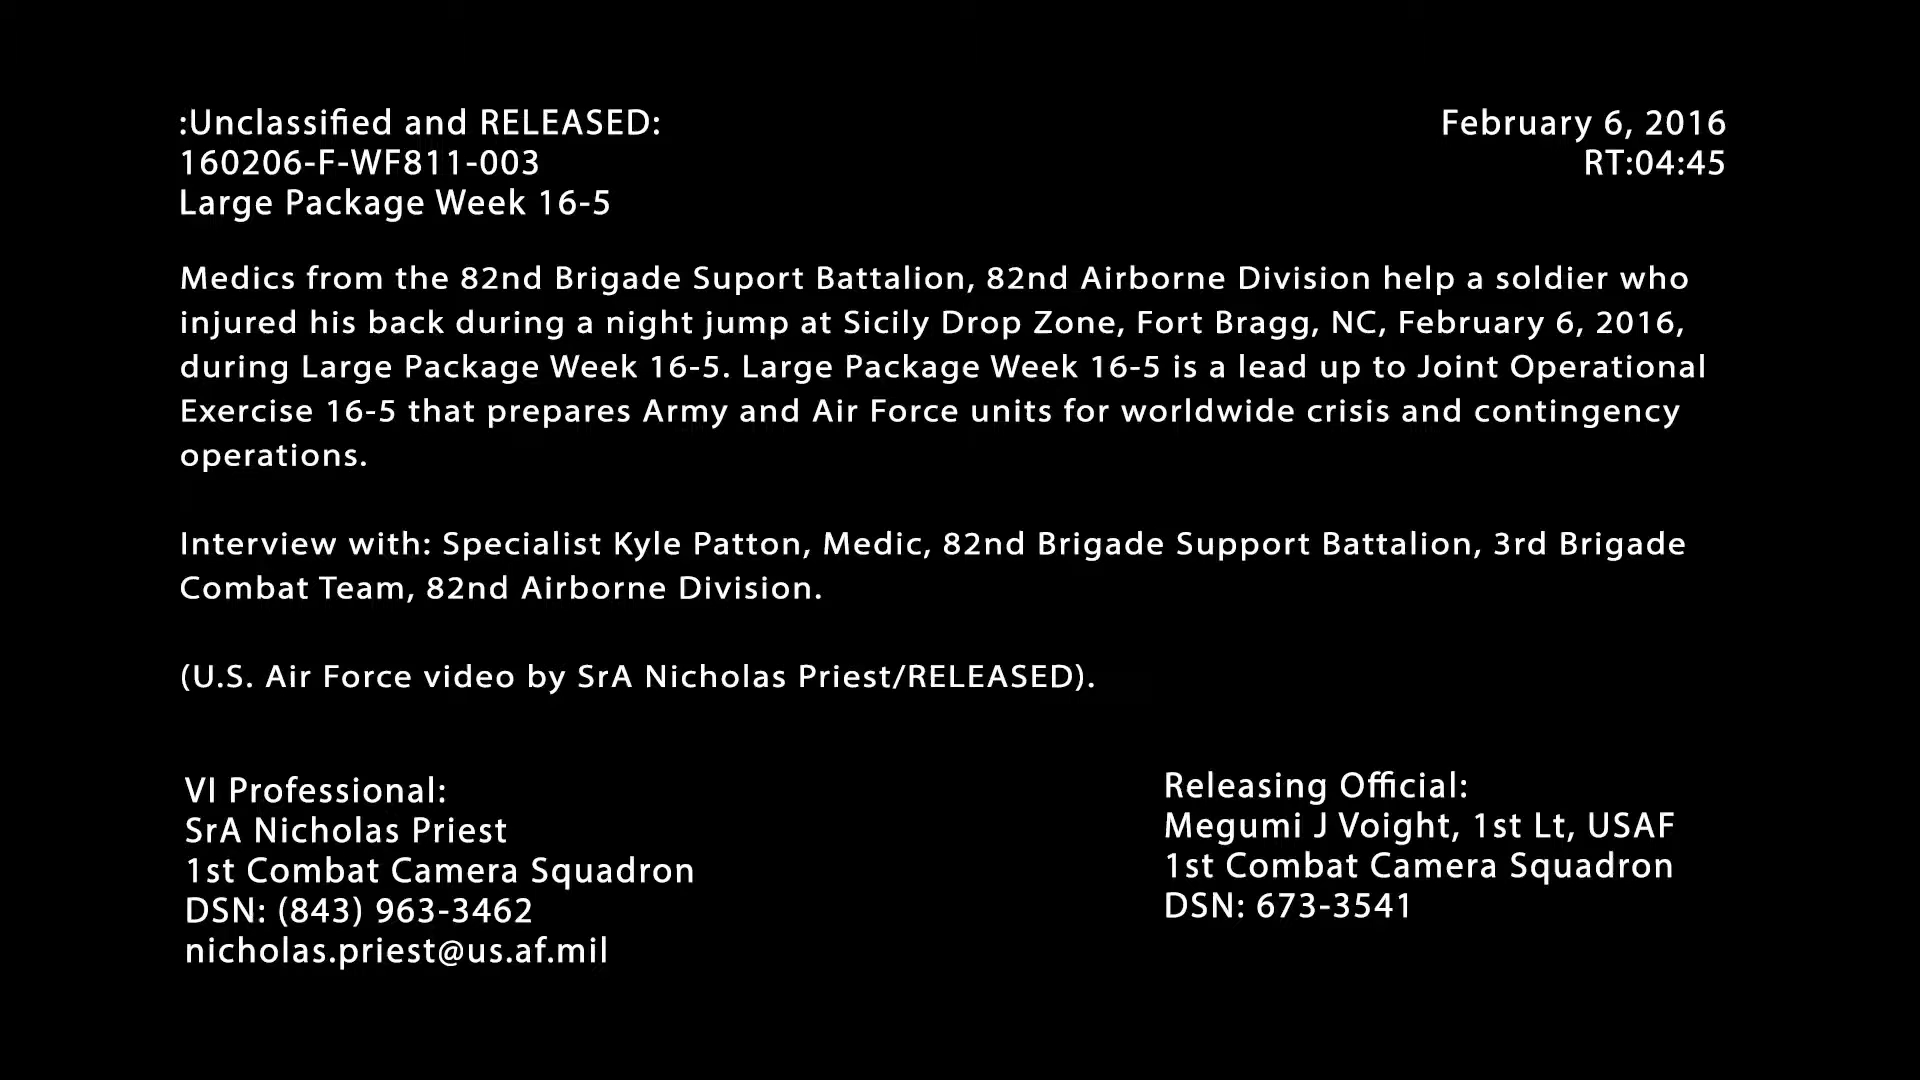 :Unclassified and RELEASED:
160206-F-WF811-003
Large Package Week 16-5
February 6, 2016
RT:04:45
Medics from the 82nd Brigade Suport Battalion, 82nd Airborne Division help a soldier who
injured his back during a night jump at Sicily Drop Zone, Fort Bragg, NC, February 6, 2016,
during Large Package Week 16-5. Large Package Week 16-5 is a lead up to Joint Operational
Exercise 16-5 that prepares Army and Air Force units for worldwide crisis and contingency
operations.
Interview with: Specialist Kyle Patton, Medic, 82nd Brigade Support Battalion, 3rd Brigade
Combat Team, 82nd Airborne Division.
(U.S. Air Force video by SrA Nicholas Priest/RELEASED).
VI Professional:
SrA Nicholas Priest
1st Combat Camera Squadron
DSN: (843) 963-3462
nicholas.priest@us.af.mil
Releasing Official:
Megumi J Voight, 1st Lt, USAF
1st Combat Camera Squadron
DSN: 673-3541